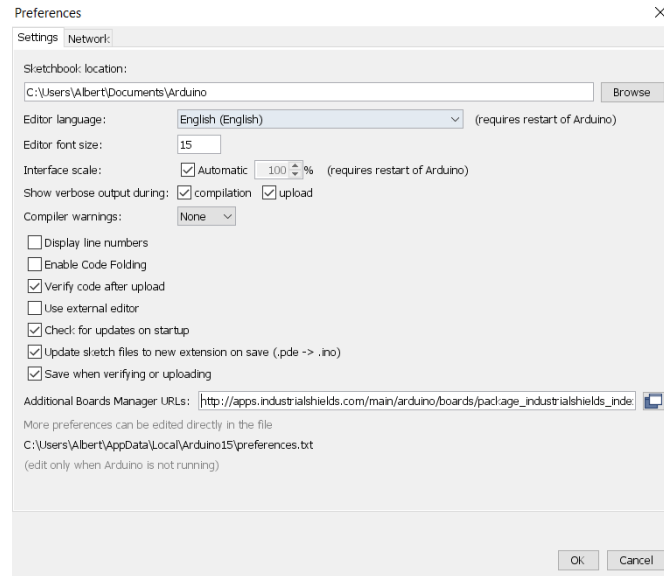 Preferences
Settings Network
Sketchbook location:
C:\Users\Albert\Documents\Arduino Browse
Editor language: English (English) (requires restart of Arduino)
Editor font size: 15
Interface scale: Automatic 100 % (requires restart of Arduino)
Show verbose output during: compilation upload
Compiler warnings: None
Display line numbers
Enable Code Folding
Verify code after upload
Use external editor
Check for updates on startup
Update sketch files to new extension on save (.pde -> .ino)
Save when verifying or uploading
Additional Boards Manager URLs: http://apps.industrialshields.com/main/arduino/boards/package_industrialshields_inde
More preferences can be edited directly in the file
C:\Users\Albert\AppData\Local\Arduino15\preferences.txt
(edit only when Arduino is not running)
OK Cancel